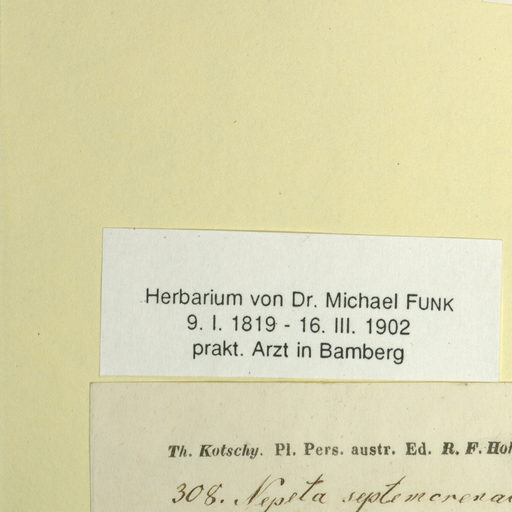 Herbarium von Dr. Michael FUNK
9. I. 1819 - 16. III. 1902
prakt. Arzt in Bamberg
Th. Kotschy. Pl. Pers. austr. Ed. R. F. Hoh
308. Nepeta septemcrena